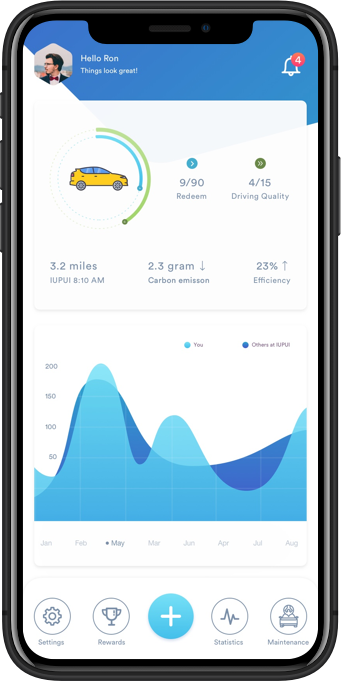 Hello Ron
Things look great!
4
9/90
4/15
Redeem
Driving Quality
3.2 miles
2.3 gram ↓
23% ↑
IUPUI 8:10 AM
Carbon emisson
Efficiency
You
Others at IUPUI
200
150
100
50
Jan
Feb
• May
Mar
Jun
Apr
Jul
Aug
Settings
Rewards
Statistics
Maintenance